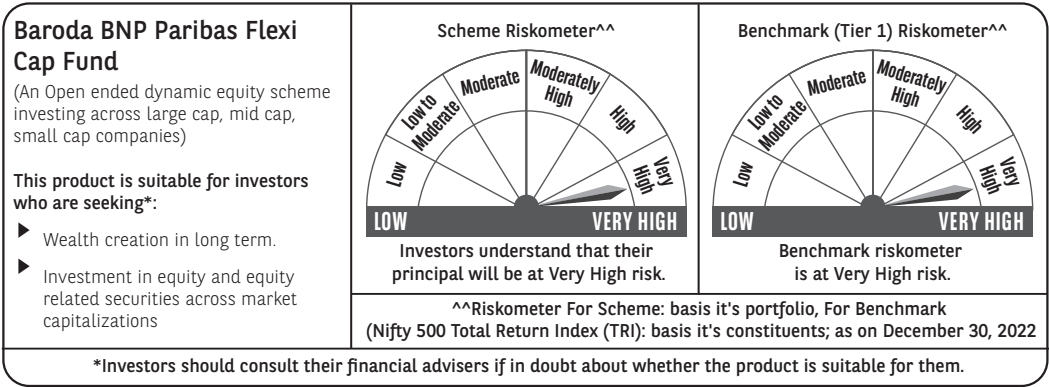 Baroda BNP Paribas Flexi
Cap Fund
(An Open ended dynamic equity scheme
investing across large cap, mid cap,
small cap companies)
This product is suitable for investors
who are seeking*:
Wealth creation in long term.
Investment in equity and equity
related securities across market
capitalizations
Scheme Riskometer^^
Low
Low to
Moderate
Moderate
Moderately
High
High
Very
High
LOW
VERY HIGH
Investors understand that their
principal will be at Very High risk.
Benchmark (Tier 1) Riskometer^^
Low
Low to
Moderate
Moderate
Moderately
High
High
Very
High
LOW
VERY HIGH
Benchmark riskometer
is at Very High risk.
^^Riskometer For Scheme: basis it's portfolio, For Benchmark
(Nifty 500 Total Return Index (TRI): basis it's constituents; as on December 30, 2022
*Investors should consult their financial advisers if in doubt about whether the product is suitable for them.